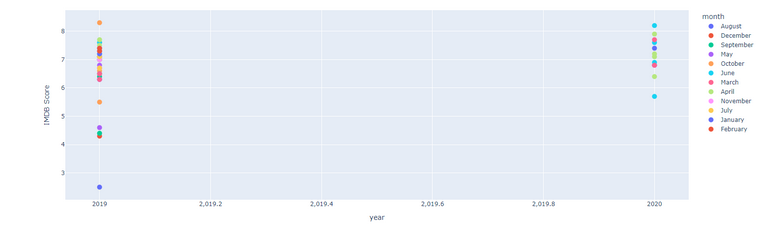 month
August
December
September
May
October
June
March
April
November
July
January
February
8
7
6
5
4
3
IMDB Score
2019
2,019.2
2,019.4
2,019.6
2,019.8
2020
year